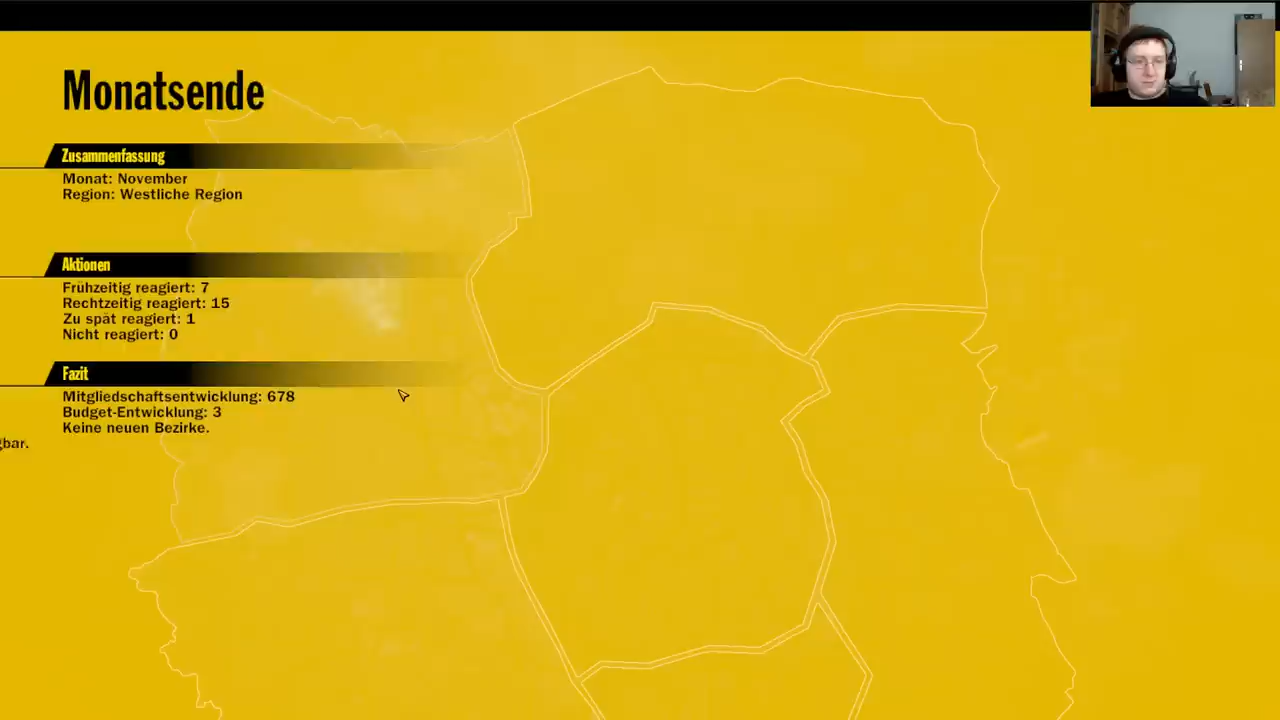 Monatsende
Zusammenfassung
Monat: November
Region: Westliche Region
Aktionen
Frühzeitig reagiert: 7
Rechtzeitig reagiert: 15
Zu spät reagiert: 1
Nicht reagiert: 0
Fazit
Mitgliedschaftsentwicklung: 678
Budget-Entwicklung: 3
Keine neuen Bezirke.
gbar.